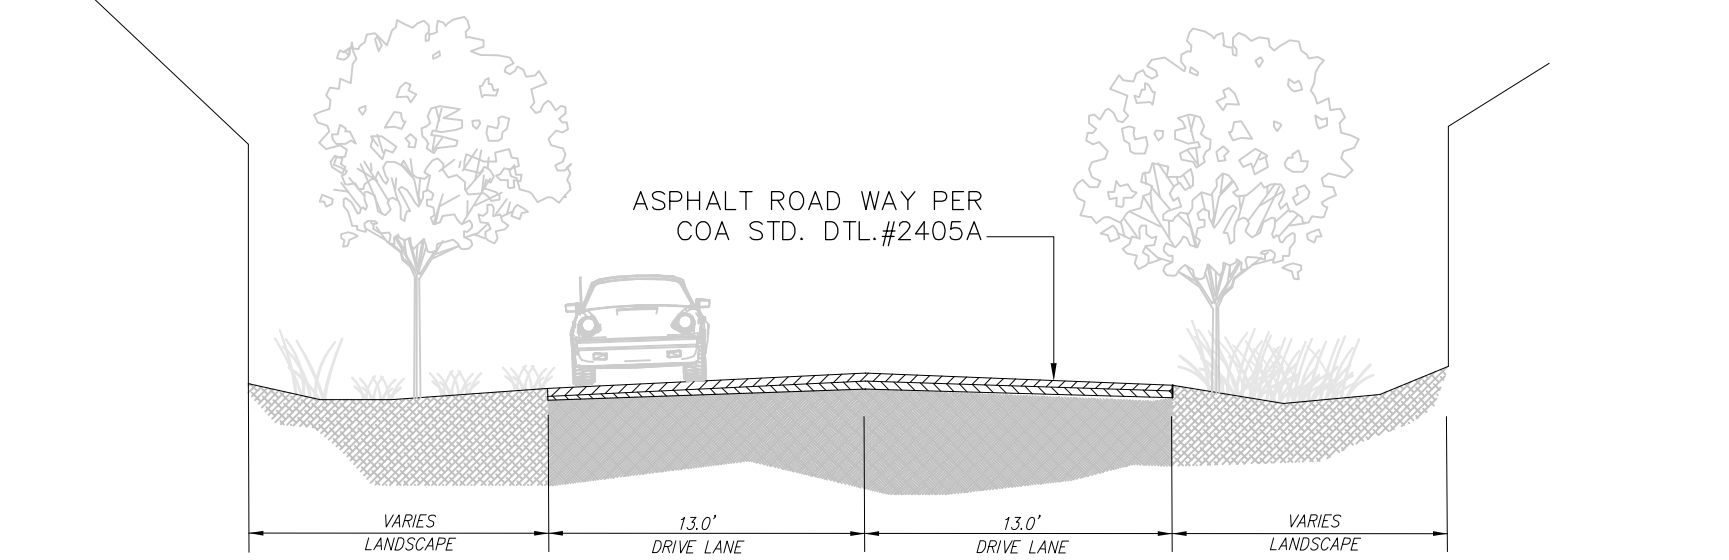 ASPHALT ROAD WAY PER
COA STD. DTL.#2405A
VARIES
LANDSCAPE
13.0'
DRIVE LANE
13.0'
DRIVE LANE
VARIES
LANDSCAPE